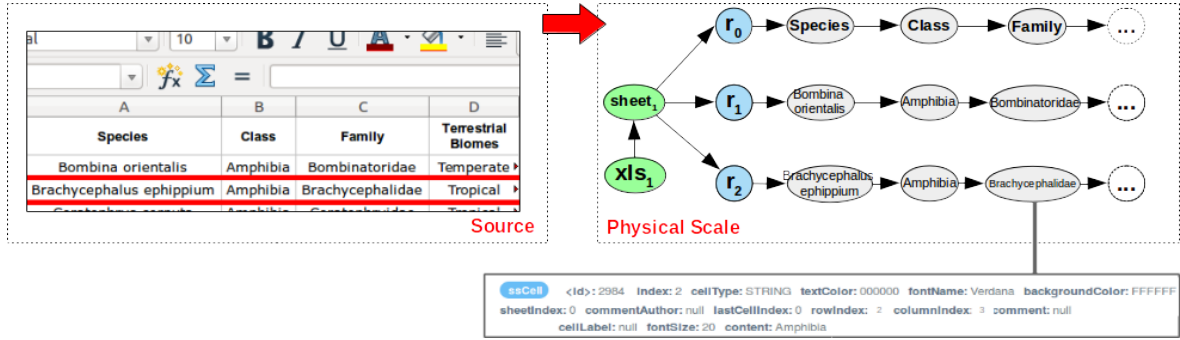 al 10 B I U A
fx Σ =
A B C D
Species Class Family Terrestrial
Biomes
Bombina orientalis Amphibia Bombinatoridae Temperate
Brachycephalus ephippium Amphibia Brachycephalidae Tropical
Source
r0 Species Class Family ...
sheet1 r1 Bombina
orientalis Amphibia Bombinatoridae ...
xls1 r2 Brachycephalus
ephippium Amphibia Brachycephalidae ...
Physical Scale
ssCell <id>: 2984 index: 2 cellType: STRING textColor: 000000 fontName: Verdana backgroundColor: FFFFFF
sheetIndex: 0 commentAuthor: null lastCellIndex: 0 rowIndex: 2 columnIndex: 3 comment: null
cellLabel: null fontSize: 20 content: Amphibia